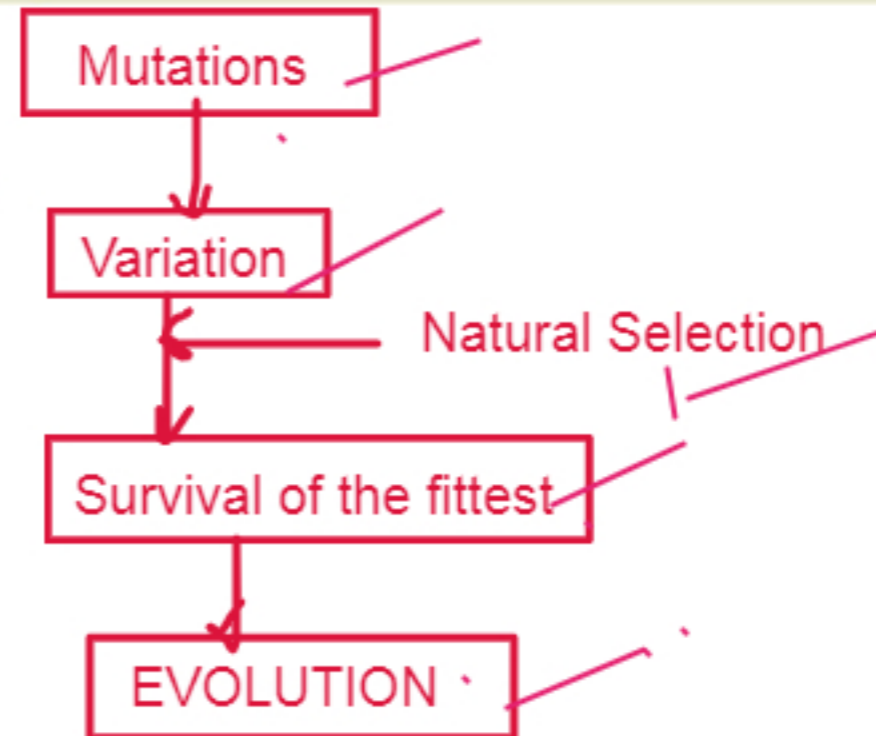 Mutations
Variation
Natural Selection
Survival of the fittest
EVOLUTION